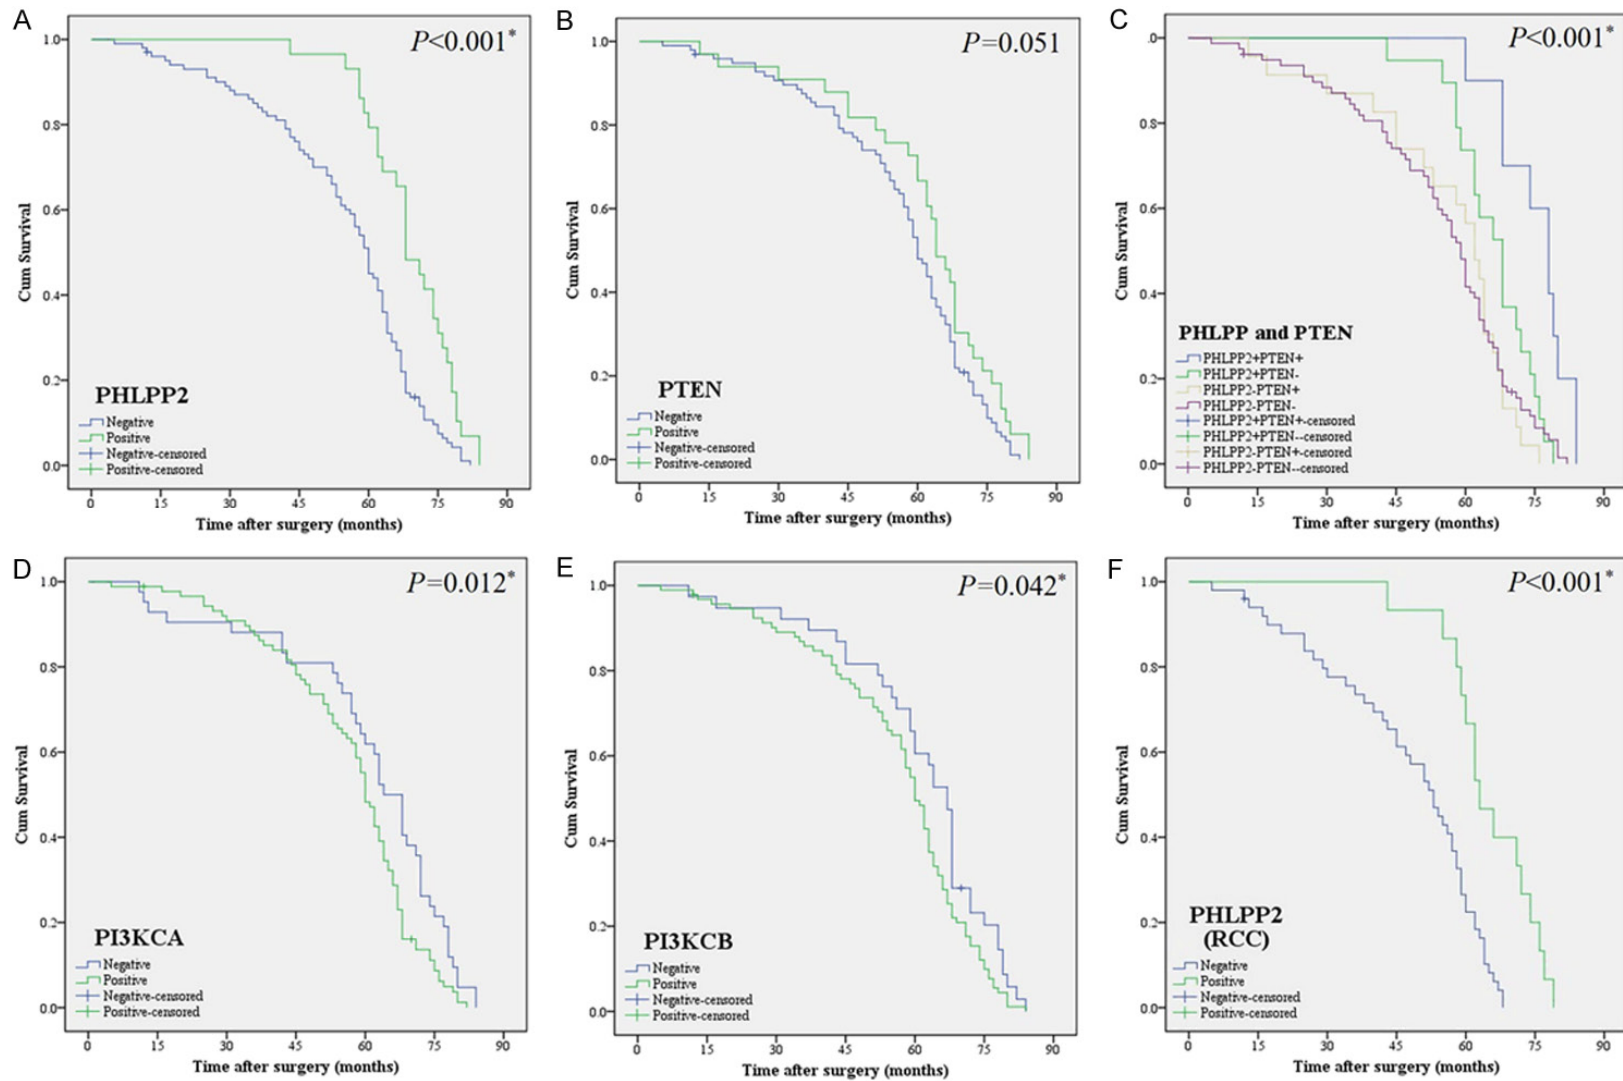 A
P<0.001*
1.0
0.8
0.6
0.4
0.2
0.0
Cum Survival
PHLPP2
Negative
Positive
Negative-censored
Positive-censored
0 15 30 45 60 75 90
Time after surgery (months)
B
P=0.051
1.0
0.8
0.6
0.4
0.2
0.0
Cum Survival
PTEN
Negative
Positive
Negative-censored
Positive-censored
0 15 30 45 60 75 90
Time after surgery (months)
C
P<0.001*
.0
0.8
0.6
0.4
0.2
0.0
Cum Survival
PHLPP and PTEN
PHLPP2+PTEN+
PHLPP2+PTEN-
PHLPP2-PTEN+
PHLPP2-PTEN-
PHLPP2+PTEN+-censored
PHLPP2+PTEN--censored
PHLPP2-PTEN+-censored
PHLPP2-PTEN--censored
0 15 30 45 60 75 90
Time after surgery (months)
D
P=0.012*
1.0
0.8
0.6
0.4
0.2
0.0
Cum Survival
PI3KCA
Negative
Positive
Negative-censored
Positive-censored
0 15 30 45 60 75 90
Time after surgery (months)
E
P=0.042*
1.0
0.8
0.6
0.4
0.2
0.0
Cum Survival
PI3KCB
Negative
Positive
Negative-censored
Positive-censored
0 15 30 45 60 75 90
Time after surgery (months)
F
P<0.001*
1.0
0.8
0.6
0.4
0.2
0.0
Cum Survival
PHLPP2
(RCC)
Negative
Positive
Negative-censored
Positive-censored
0 15 30 45 60 75 90
Time after surgery (months)